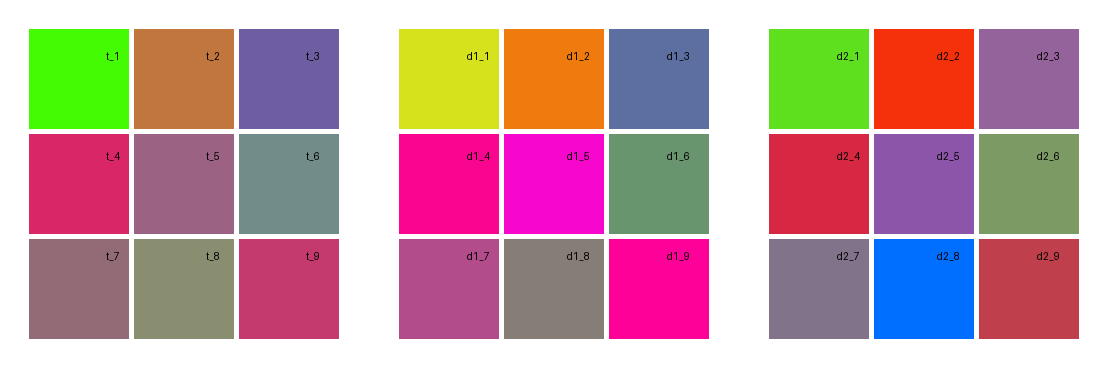 t_1 t_2 t_3 d1_1 d1_2 d1_3 d2_1 d2_2 d2_3
t_4 t_5 t_6 d1_4 d1_5 d1_6 d2_4 d2_5 d2_6
t_7 t_8 t_9 d1_7 d1_8 d1_9 d2_7 d2_8 d2_9